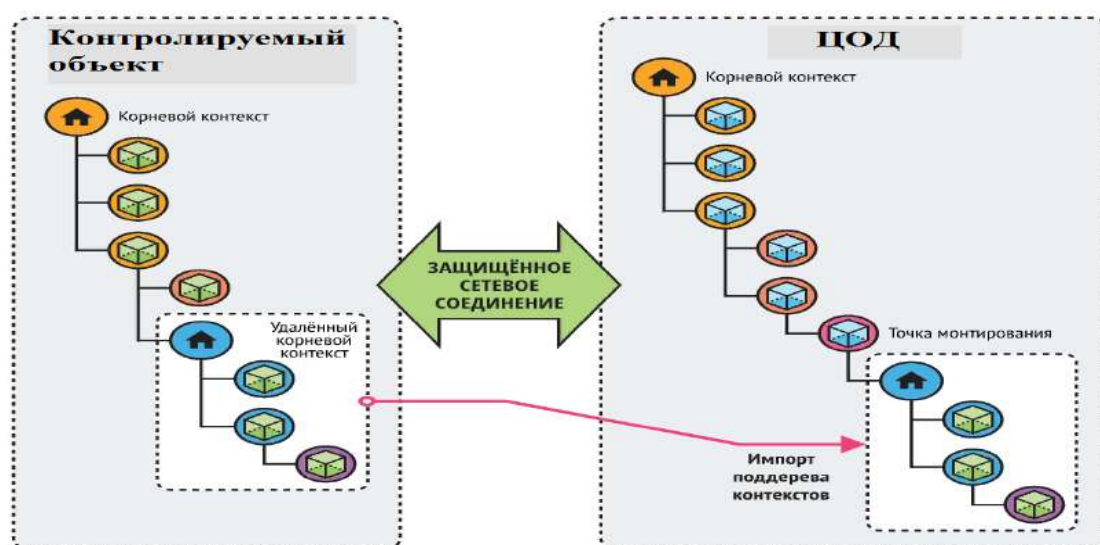 Контролируемый
объект
Корневой контекст
Удалённый
корневой
контекст
ЗАЩИЩЁННОЕ
СЕТЕВОЕ
СОЕДИНЕНИЕ
ЦОД
Корневой контекст
Точка монтирования
Импорт
поддерева
контекстов